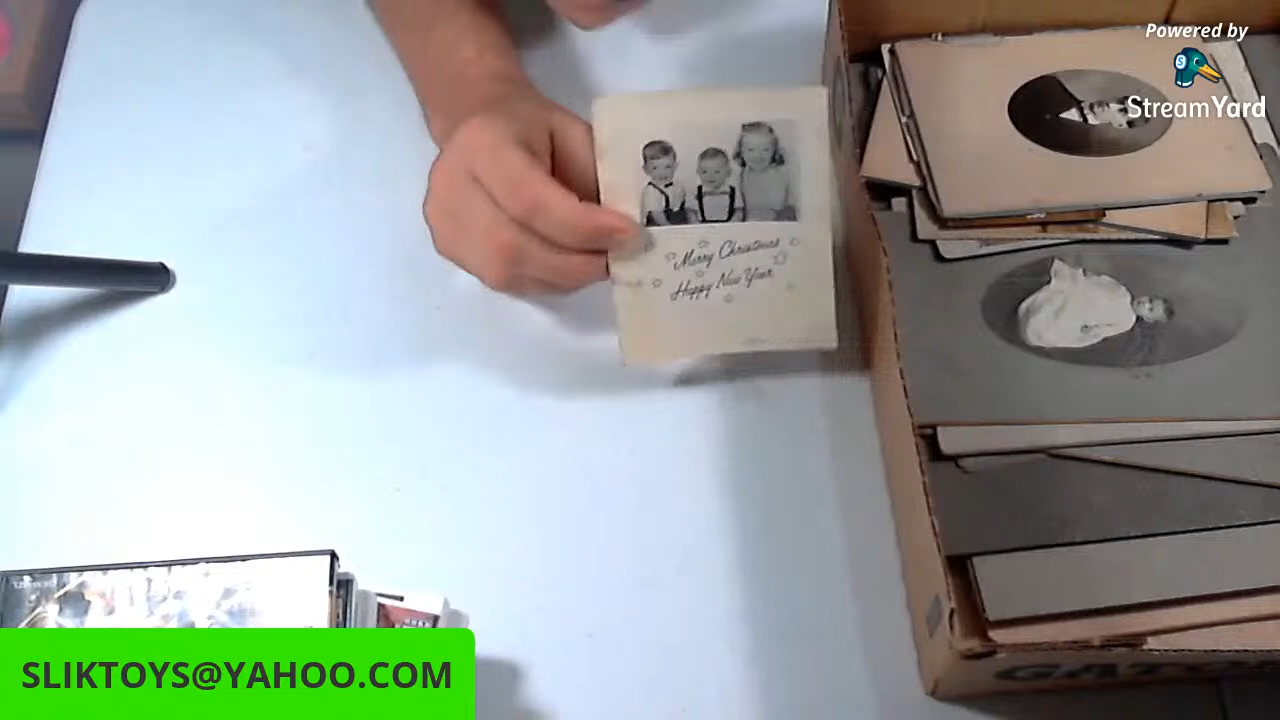 Powered by
StreamYard
Merry Christmas
Happy New Year
SLIKTOYS@YAHOO.COM